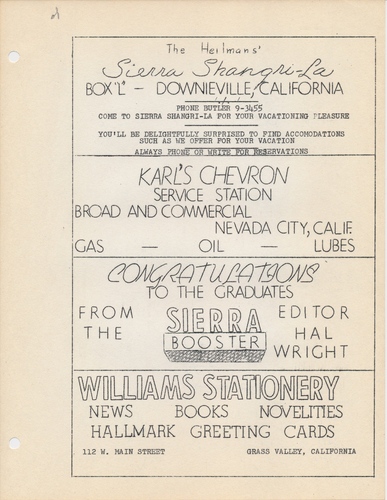 The Heilmans'
Sierra Shangri-La
BOX "L" - DOWNIEVILLE, CALIFORNIA
PHONE BUTLER 9-3455
COME TO SIERRA SHANGRI-LA FOR YOUR VACATIONING PLEASURE
YOU'LL BE DELIGHTFULLY SURPRISED TO FIND ACCOMODATIONS
SUCH AS WE OFFER FOR YOUR VACATION
ALWAYS PHONE OR WRITE FOR RESERVATIONS
KARL'S CHEVRON
SERVICE STATION
BROAD AND COMMERCIAL
NEVADA CITY, CALIF.
GAS - OIL - LUBES
CONGRATULATIONS
TO THE GRADUATES
FROM THE
SIERRA
BOOSTER
EDITOR
HAL
WRIGHT
WILLIAMS STATIONERY
NEWS BOOKS NOVELITIES
HALLMARK GREETING CARDS
112 W. MAIN STREET GRASS VALLEY, CALIFORNIA